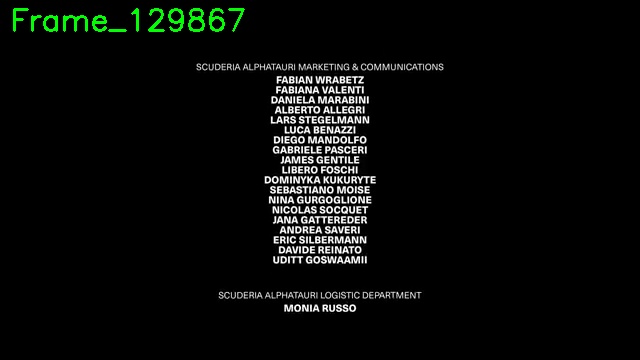 Frame_129867
SCUDERIA ALPHATAURI MARKETING & COMMUNICATIONS
FABIAN WRABETZ
FABIANA VALENTI
DANIELA MARABINI
ALBERTO ALLEGRI
LARS STEGELMANN
LUCA BENAZZI
DIEGO MANDOLFO
GABRIELE PASCERI
JAMES GENTILE
LIBERO FOSCHI
DOMINYKA KUKURYTE
SEBASTIANO MOISE
NINA GURGOGLIONE
NICOLAS SOCQUET
JANA GATTEREDER
ANDREA SAVERI
ERIC SILBERMANN
DAVIDE REINATO
UDITT GOSWAAMII
SCUDERIA ALPHATAURI LOGISTIC DEPARTMENT
MONIA RUSSO